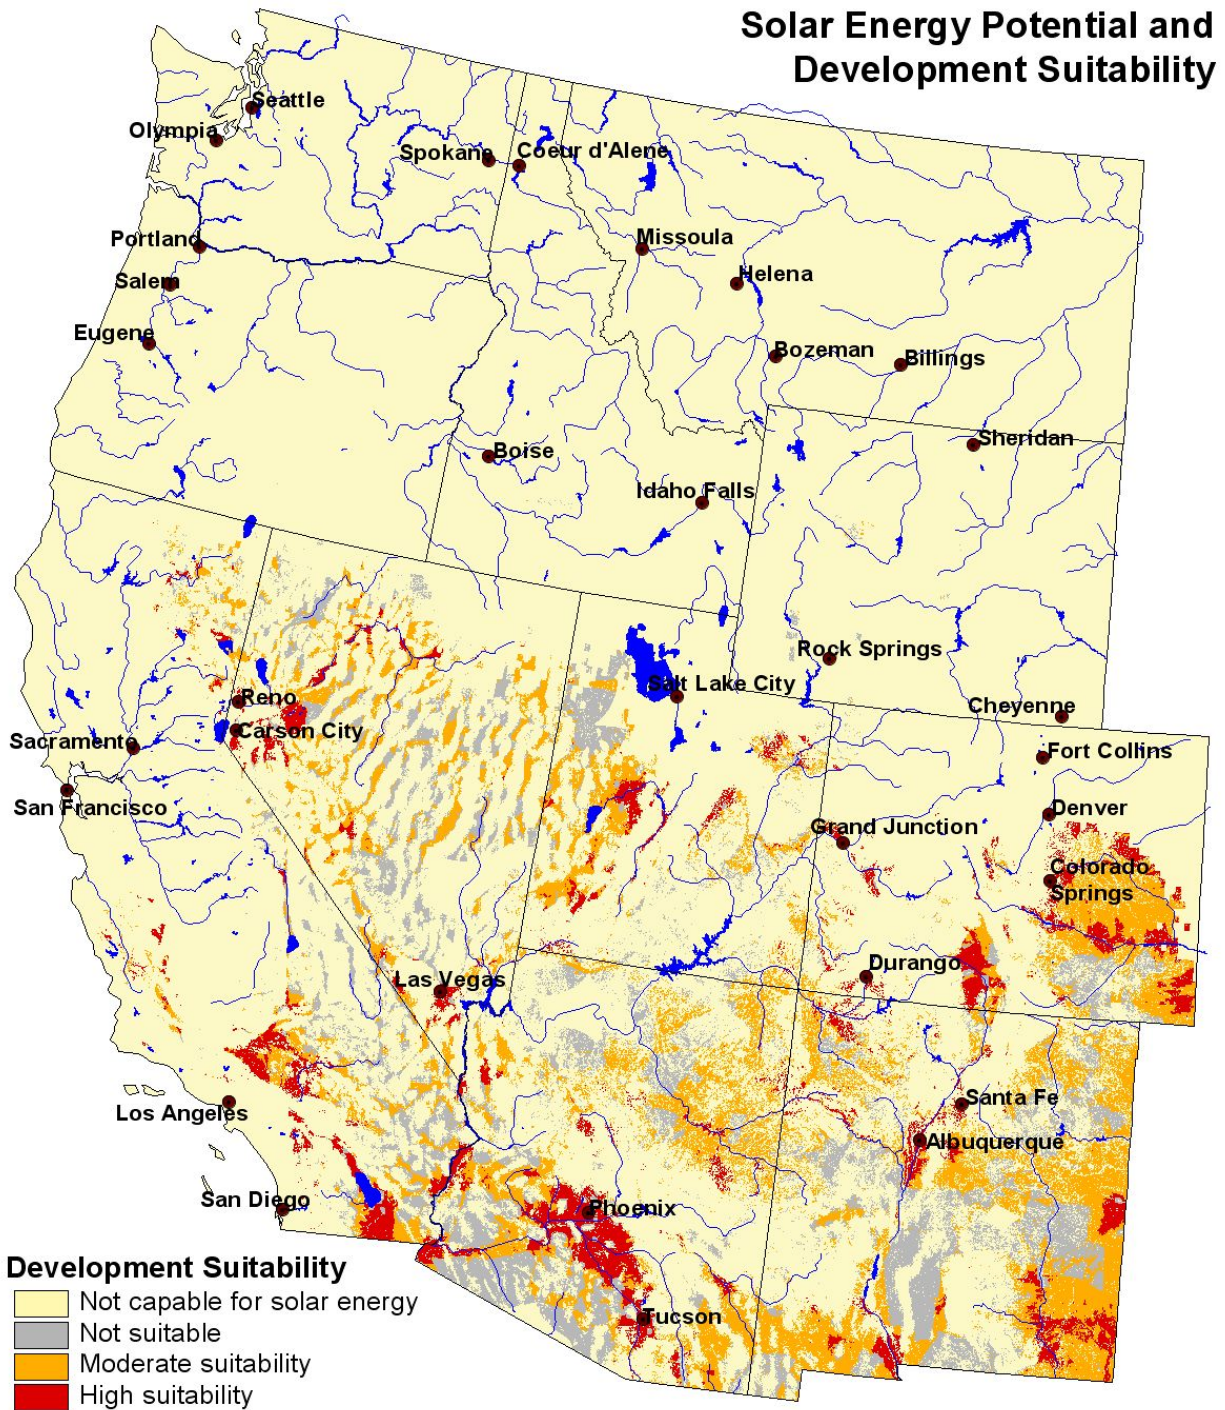 Solar Energy Potential and
Development Suitability
Seattle
Olympia
Spokane
Coeur d'Alene
Portland
Missoula
Salem
Helena
Eugene
Bozeman
Billings
Sheridan
Boise
Idaho Falls
Rock Springs
Salt Lake City
Reno
Cheyenne
Carson City
Sacramento
Fort Collins
San Francisco
Denver
Grand Junction
Colorado
Springs
Durango
Las Vegas
Los Angeles
Santa Fe
Albuquerque
San Diego
Phoenix
Tucson
Development Suitability
Not capable for solar energy
Not suitable
Moderate suitability
High suitability